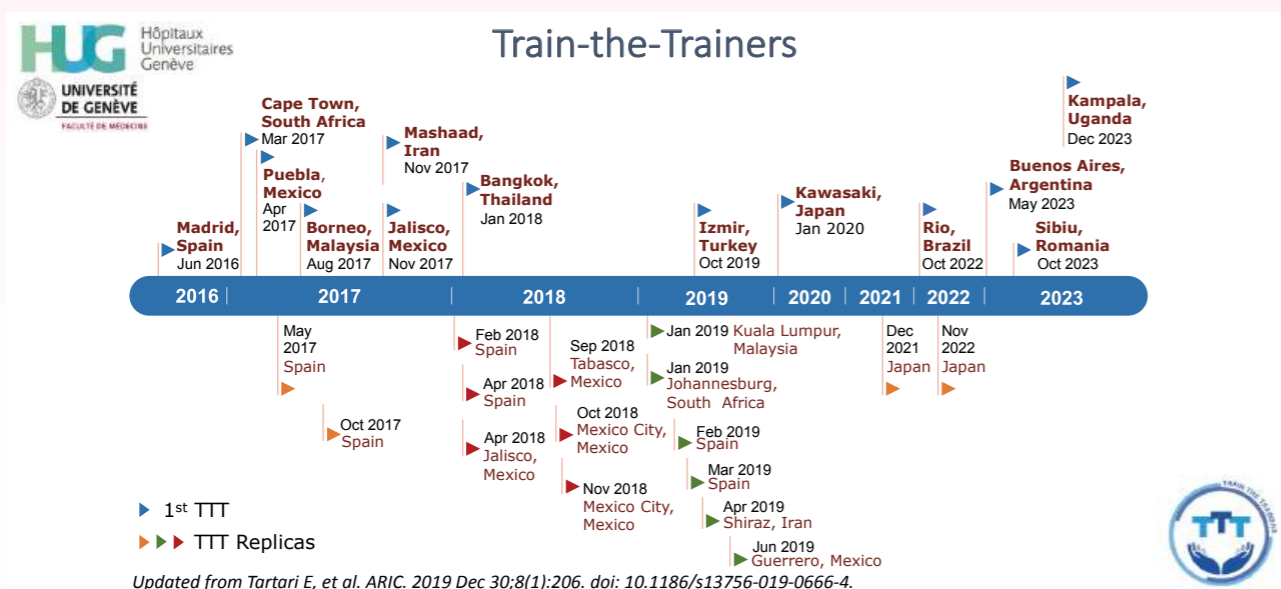 HUG
Hôpitaux
Universitaires
Genève
UNIVERSITÉ
DE GENÈVE
FACULTÉ DE MÉDECINE
Train-the-Trainers
Madrid,
Spain
Jun 2016
Cape Town,
South Africa
Mar 2017
Puebla,
Mexico
Apr
2017
Borneo,
Malaysia
Aug 2017
Mashaad,
Iran
Nov 2017
Jalisco,
Mexico
Nov 2017
Bangkok,
Thailand
Jan 2018
Izmir,
Turkey
Oct 2019
Kawasaki,
Japan
Jan 2020
Rio,
Brazil
Oct 2022
Buenos Aires,
Argentina
May 2023
Sibiu,
Romania
Oct 2023
Kampala,
Uganda
Dec 2023
2016 2017 2018 2019 2020 2021 2022 2023
May
2017
Spain
Oct 2017
Spain
Feb 2018
Spain
Apr 2018
Spain
Apr 2018
Jalisco,
Mexico
Sep 2018
Tabasco,
Mexico
Oct 2018
Mexico City,
Mexico
Nov 2018
Mexico City,
Mexico
Jan 2019 Kuala Lumpur,
Malaysia
Jan 2019
Johannesburg,
South Africa
Feb 2019
Spain
Mar 2019
Spain
Apr 2019
Shiraz, Iran
Jun 2019
Guerrero, Mexico
Dec
2021
Japan
Nov
2022
Japan
1st TTT
TTT Replicas
TRAIN THE TRAINERS
TTT
Updated from Tartari E, et al. ARIC. 2019 Dec 30;8(1):206. doi: 10.1186/s13756-019-0666-4.